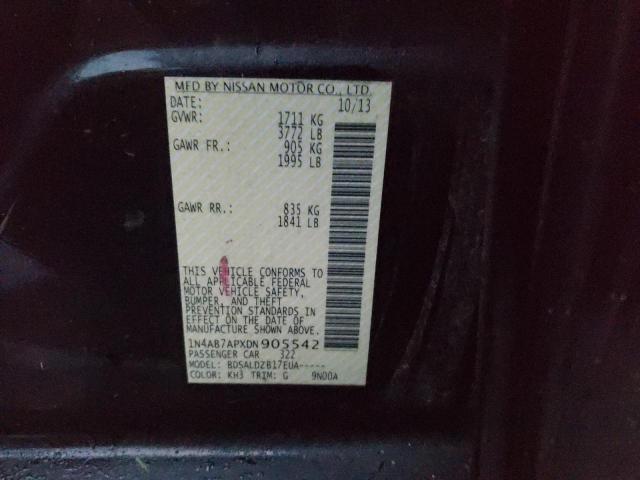 MFD BY NISSAN MOTOR CO., LTD.
DATE: 10/13
GVWR: 1711 KG
3772 LB
GAWR FR.: 905 KG
1995 LB
GAWR RR.: 835 KG
1841 LB
THIS VEHICLE CONFORMS TO
ALL APPLICABLE FEDERAL
MOTOR VEHICLE SAFETY,
BUMPER, AND THEFT
PREVENTION STANDARDS IN
EFFECT ON THE DATE OF
MANUFACTURE SHOWN ABOVE.
1N4AB7APXDN905542
PASSENGER CAR 322
MODEL: BDSALDZB17EUA-----
COLOR: KH3 TRIM: G 9N00A